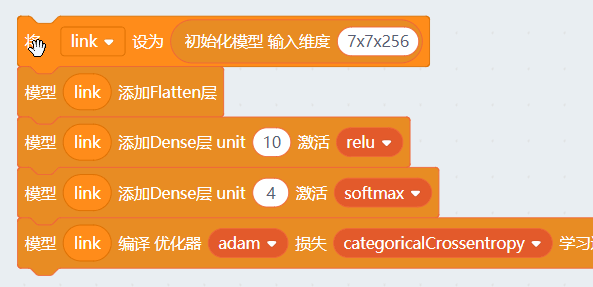 将 link 设为 初始化模型 输入维度 7x7x256
模型 link 添加Flatten层
模型 link 添加Dense层 unit 10 激活 relu
模型 link 添加Dense层 unit 4 激活 softmax
模型 link 编译 优化器 adam 损失 categoricalCrossentropy 学习